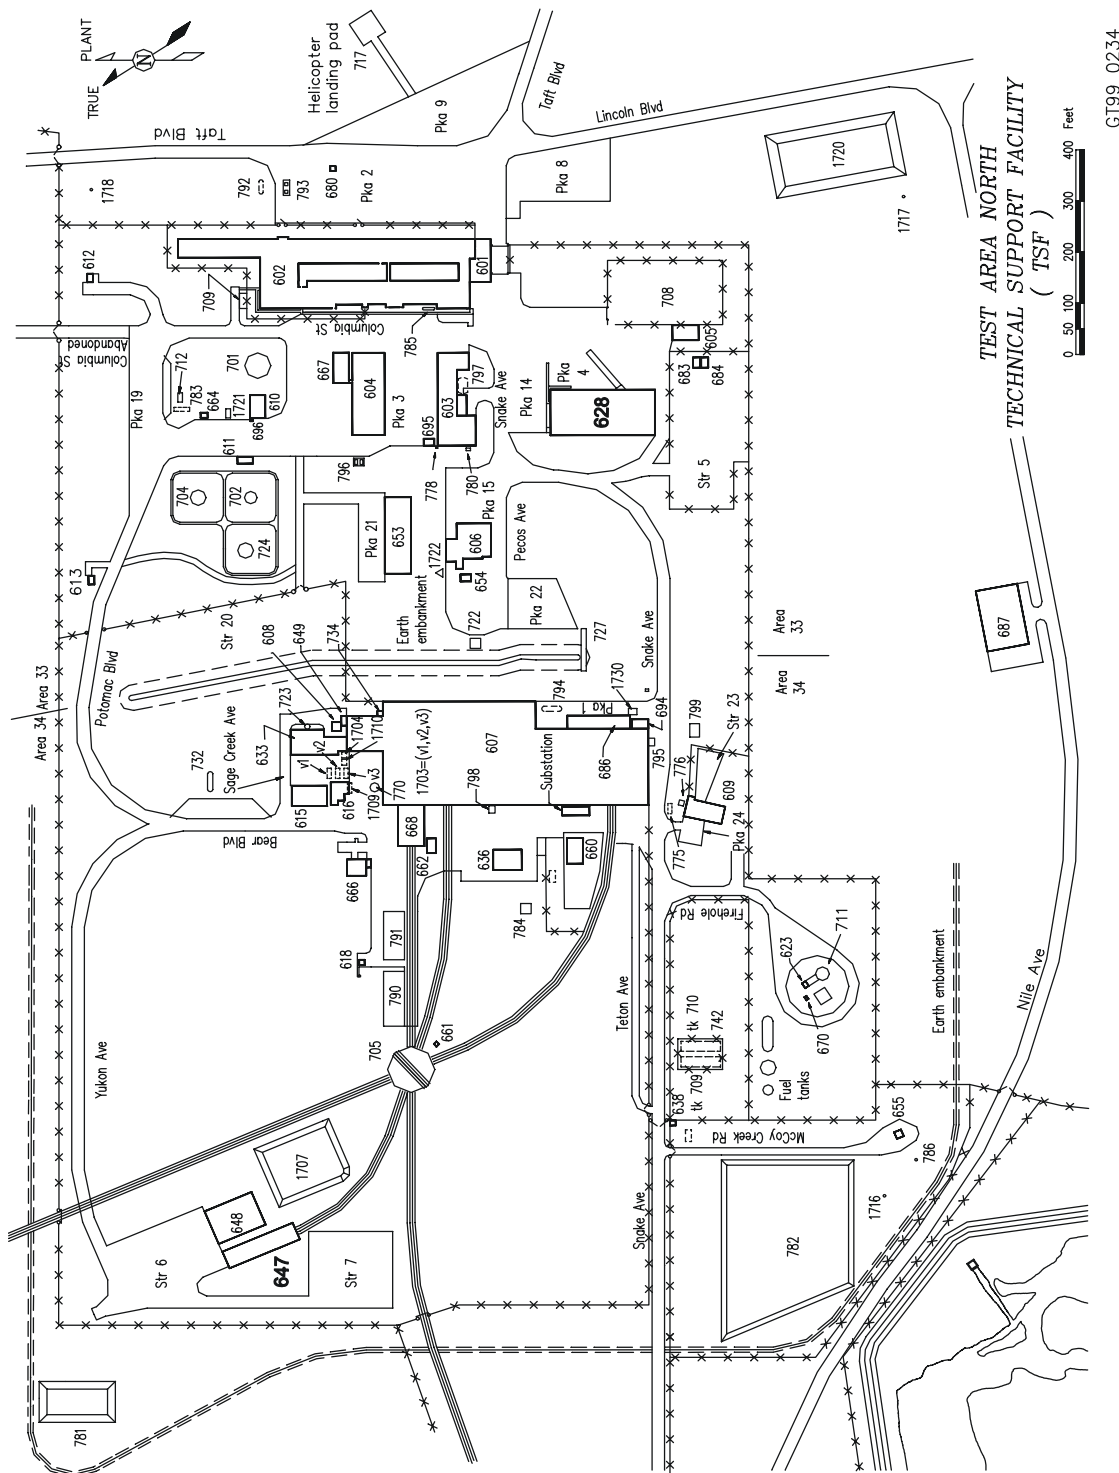 PLANT
TRUE
N
Helicopter
landing pad
717
Taft Blvd
Pka 9
Taft Blvd
Lincoln Blvd
1718
792
793
680
Pka 2
Pka 8
1720
1717
612
602
601
709
Columbia St
785
708
605
683
684
Columbia St
Abandoned
712
783
664
1721
701
610
696
667
604
Pka 3
603
695
797
Snake Ave
Pka 14
Pka
4
628
Pka 19
611
796
778
780
Pka 15
Str 5
704
702
724
Pka 21
653
1722
606
654
Pecos Ave
613
Str 20
608
649
734
Earth
embankment
722
Pka 22
727
Snake Ave
Area
33
Area
34
687
Area 34
Area 33
Potomac Blvd
Sage Creek Ave
723
633
v2
v1
1704
1710
v3
732
615
616
1709
770
1703=(v1,v2,v3)
607
794
Pka 1
1730
694
686
795
799
Str 23
Substation
798
776
609
775
Pka 24
Bear Blvd
668
662
666
636
660
784
618
791
790
Firehole Rd
623
711
670
Teton Ave
tk 710
742
tk 709
Fuel
tanks
Earth embankment
Nile Ave
Yukon Ave
705
661
638
McCoy Creek Rd
655
786
1707
648
647
Str 6
Str 7
Snake Ave
782
1716
781
TEST AREA NORTH
TECHNICAL SUPPORT FACILITY
( TSF )
0 50 100 200 300 400 Feet
GT99 0234